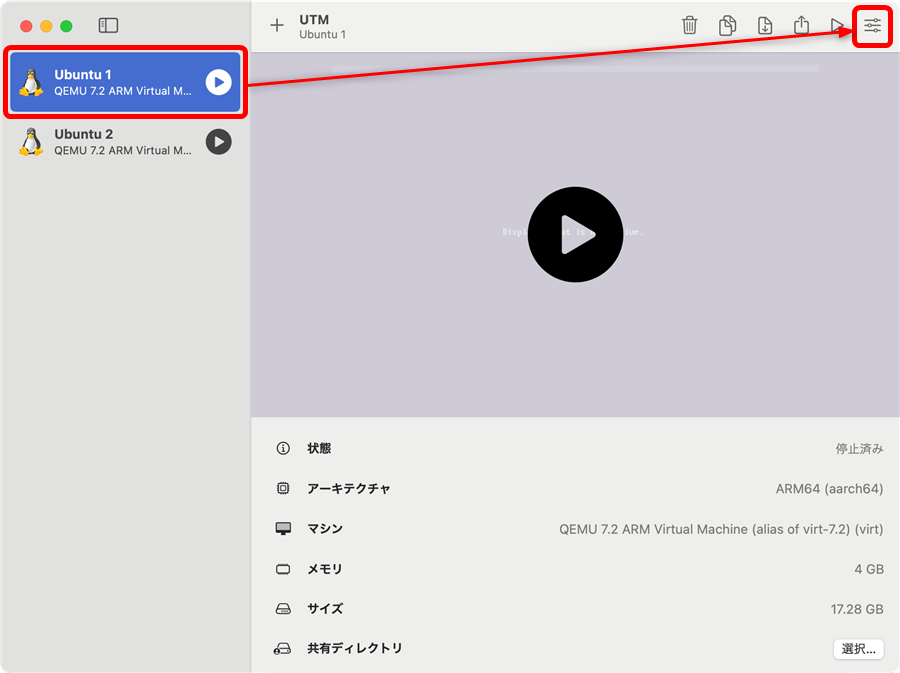 UTM
Ubuntu 1
Ubuntu 1
QEMU 7.2 ARM Virtual M...
Ubuntu 2
QEMU 7.2 ARM Virtual M...
状態 停止済み
アーキテクチャ ARM64 (aarch64)
マシン QEMU 7.2 ARM Virtual Machine (alias of virt-7.2) (virt)
メモリ 4 GB
サイズ 17.28 GB
共有ディレクトリ 選択...